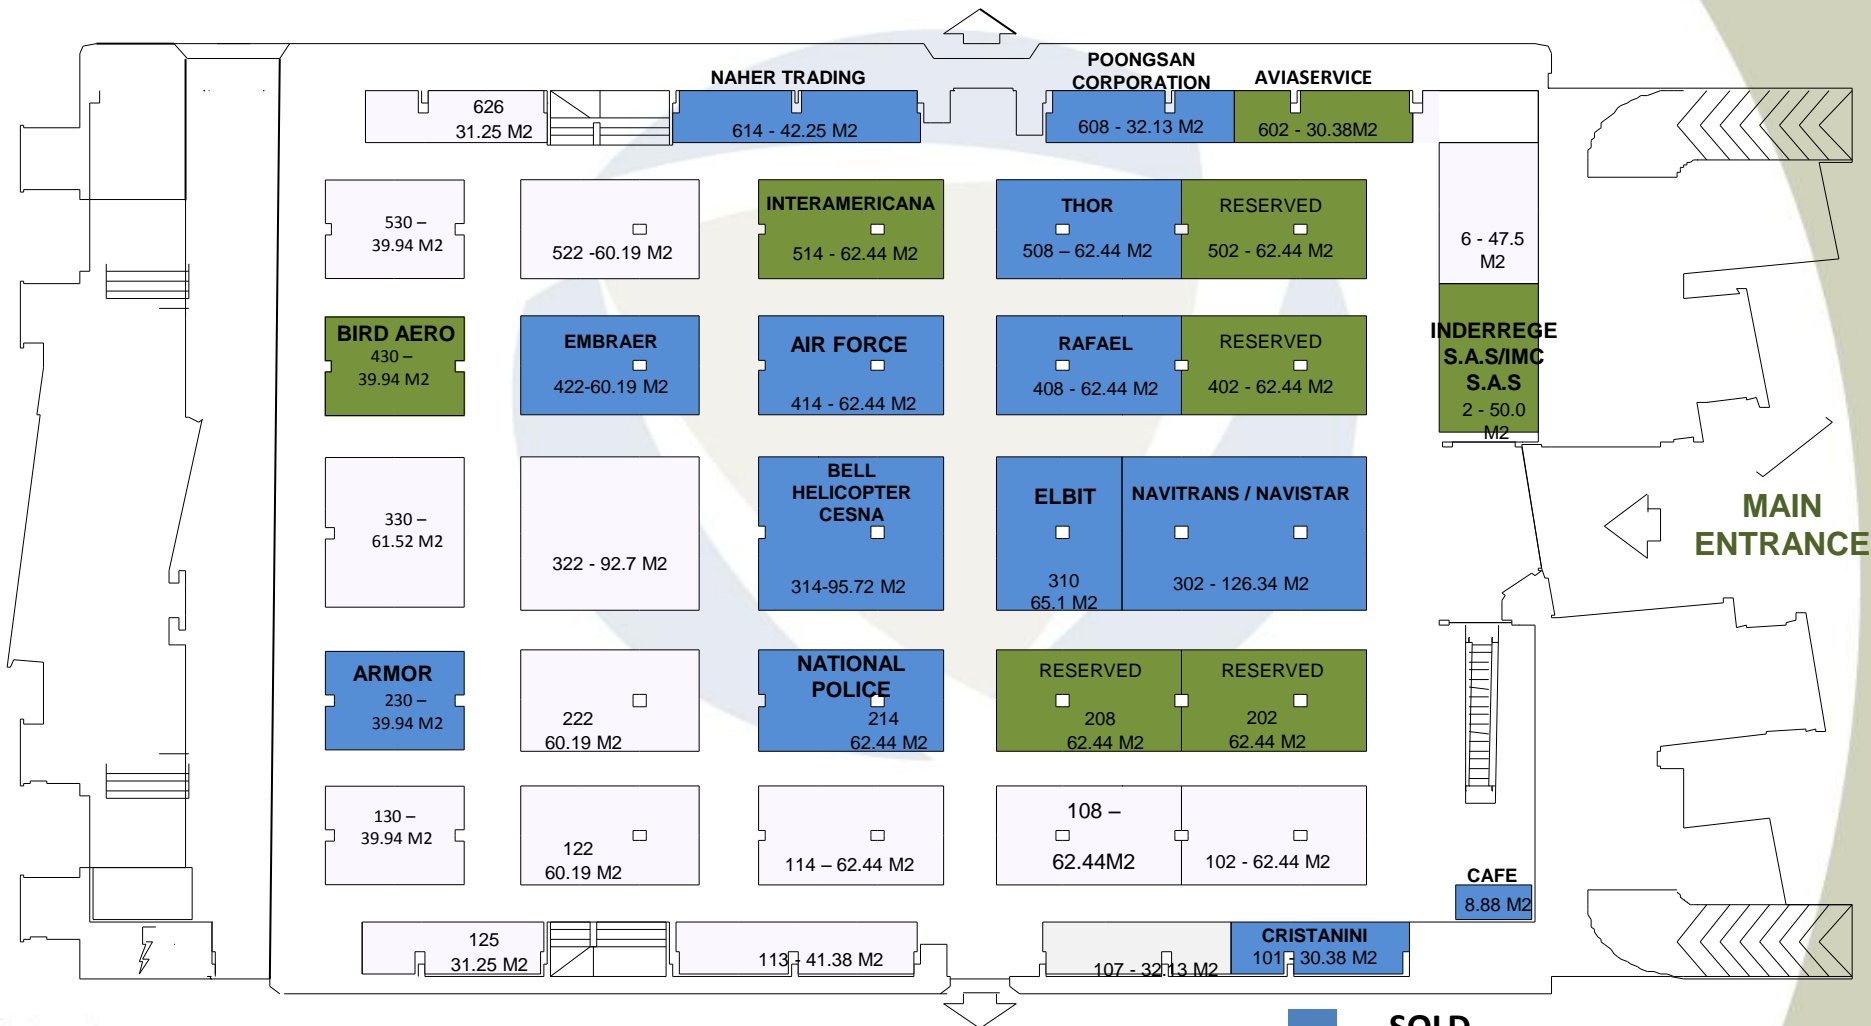 POONGSAN
CORPORATION
NAHER TRADING
AVIASERVICE
626
31.25 M2
614 - 42.25 M2
608 - 32.13 M2
602 - 30.38M2
530 –
39.94 M2
522 -60.19 M2
INTERAMERICANA
514 - 62.44 M2
THOR
508 – 62.44 M2
RESERVED
502 - 62.44 M2
6 - 47.5
M2
BIRD AERO
430 –
39.94 M2
EMBRAER
422-60.19 M2
AIR FORCE
414 - 62.44 M2
RAFAEL
408 - 62.44 M2
RESERVED
402 - 62.44 M2
INDERREGE
S.A.S/IMC
S.A.S
2 - 50.0
M2
330 –
61.52 M2
322 - 92.7 M2
BELL
HELICOPTER
CESNA
314-95.72 M2
ELBIT
310
65.1 M2
NAVITRANS / NAVISTAR
302 - 126.34 M2
MAIN
ENTRANCE
ARMOR
230 –
39.94 M2
222
60.19 M2
NATIONAL
POLICE
214
62.44 M2
RESERVED
208
62.44 M2
RESERVED
202
62.44 M2
130 –
39.94 M2
122
60.19 M2
114 – 62.44 M2
108 –
62.44M2
102 - 62.44 M2
CAFE
8.88 M2
125
31.25 M2
113 - 41.38 M2
107 - 32.13 M2
CRISTANINI
101 - 30.38 M2
SOLD